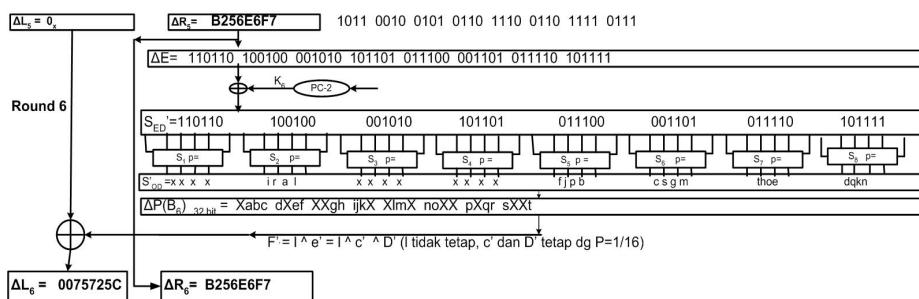 ΔL5 = 0x
ΔR5= B256E6F7 1011 0010 0101 0110 1110 0110 1111 0111
ΔE= 110110 100100 001010 101101 011100 001101 011110 101111
K6 PC-2
Round 6
SED'=110110 100100 001010 101101 011100 001101 011110 101111
S1 p= S2 p= S3 p= S4 p= S5 p= S6 p= S7 p= S8 p=
S'OD =x x x x i r a l x x x x x x x x f j p b c s g m t h o e dqkn
ΔP(B6) 32 bit = Xabc dXef XXgh ijkX XlmX noXX pXqr sXXt
F' = I ^ e' = I ^ c' ^ D' (I tidak tetap, c' dan D' tetap dg P=1/16)
ΔL6 = 0075725C ΔR6= B256E6F7